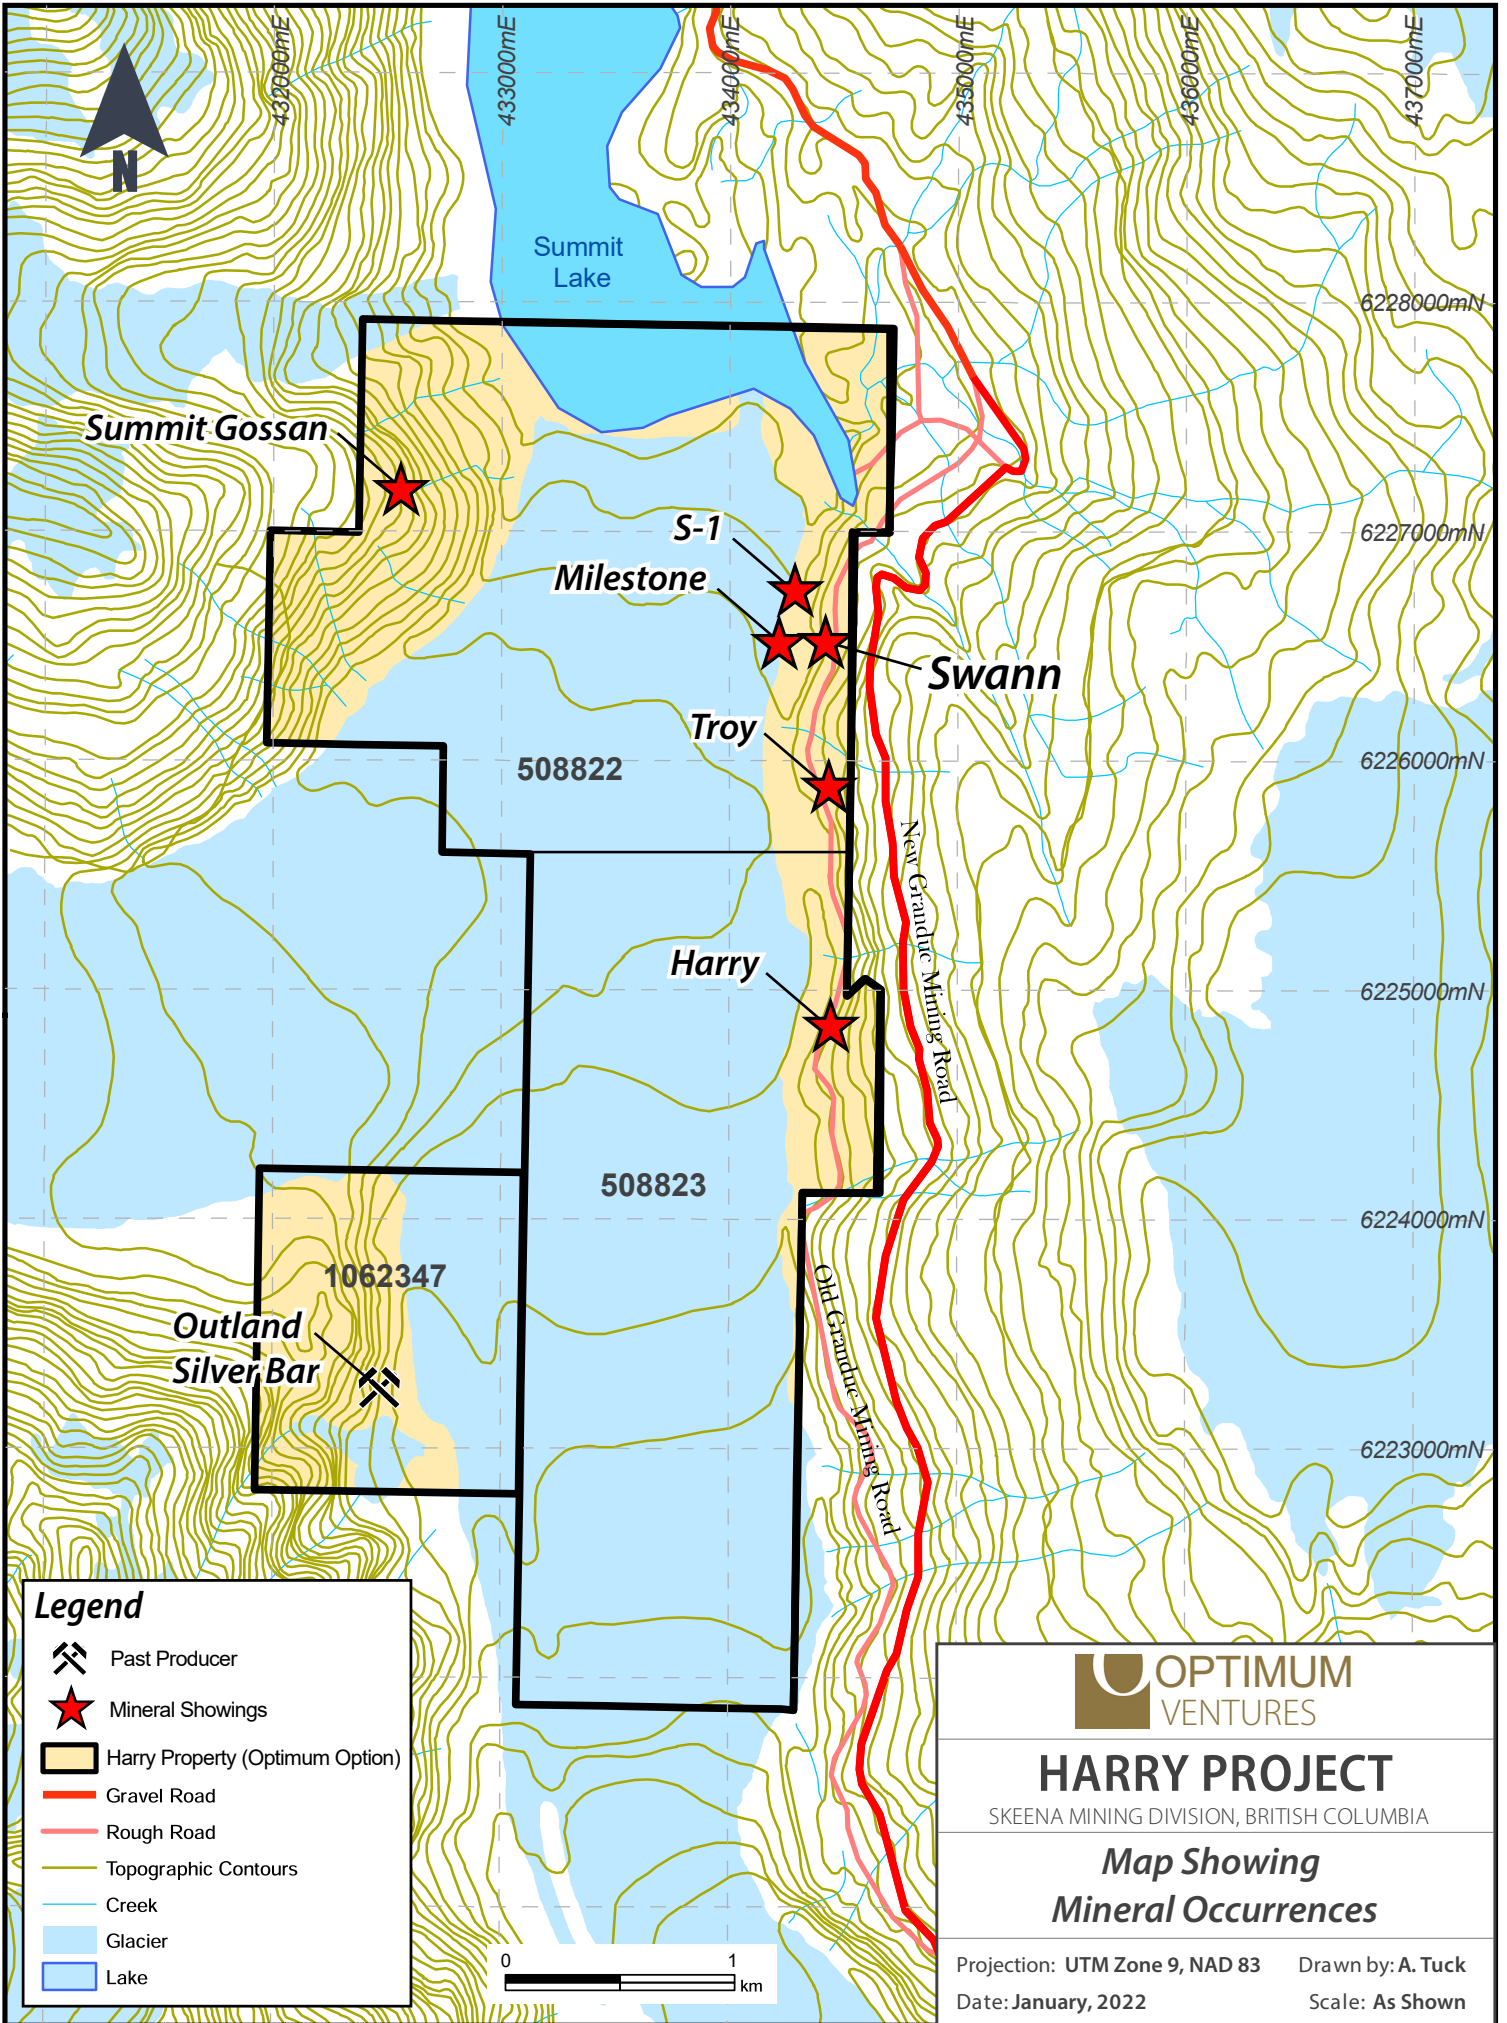 432000mE
433000mE
434000mE
435000mE
436000mE
437000mE
N
Summit
Lake
6228000mN
Summit Gossan
S-1
6227000mN
Milestone
Swann
Troy
508822
6226000mN
New Granduc Mining Road
Harry
6225000mN
508823
6224000mN
1062347
Old Granduc Mining Road
Outland
Silver Bar
6223000mN
Legend
Past Producer
Mineral Showings
Harry Property (Optimum Option)
Gravel Road
Rough Road
Topographic Contours
Creek
Glacier
Lake
0 1
km
OPTIMUM
VENTURES
HARRY PROJECT
SKEENA MINING DIVISION, BRITISH COLUMBIA
Map Showing
Mineral Occurrences
Projection: UTM Zone 9, NAD 83 Drawn by: A. Tuck
Date: January, 2022 Scale: As Shown